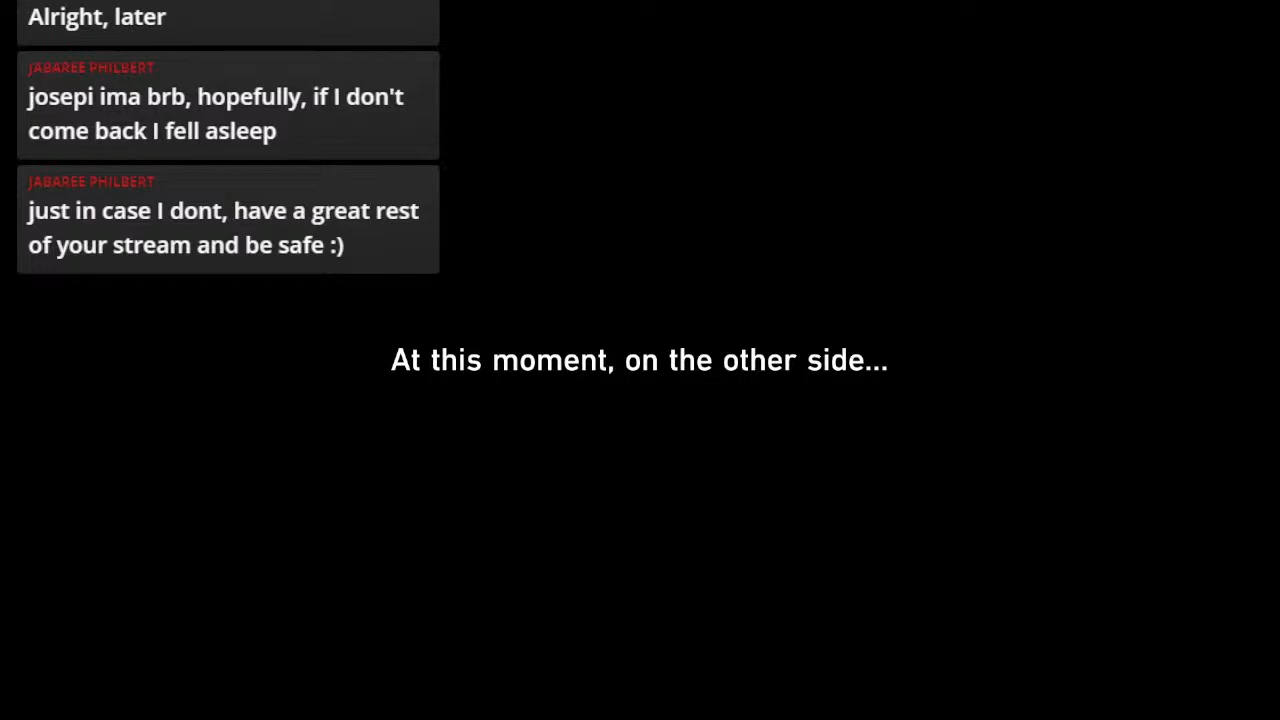 Alright, later
JABAREE PHILBERT
josepi ima brb, hopefully, if I don't
come back I fell asleep
JABAREE PHILBERT
just in case I dont, have a great rest
of your stream and be safe :)
At this moment, on the other side...